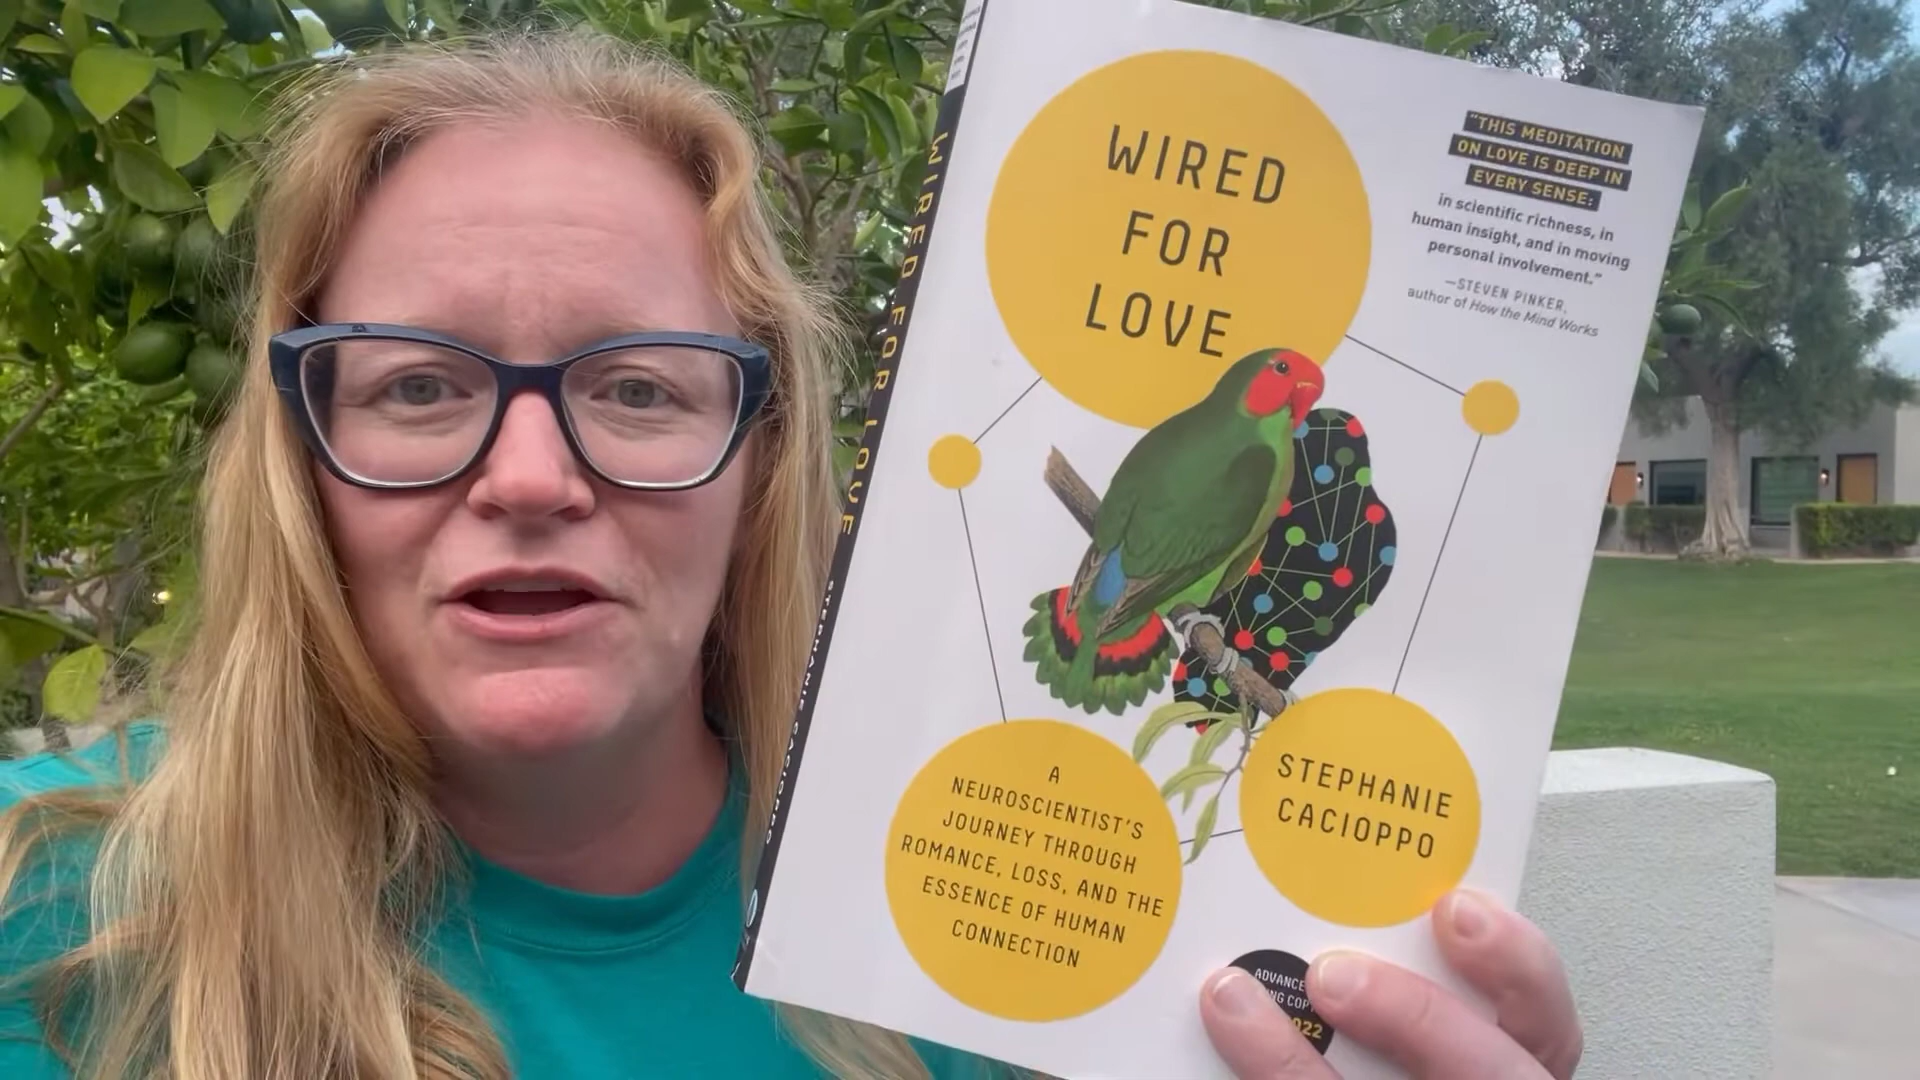 WIRED
FOR
LOVE
"THIS MEDITATION
ON LOVE IS DEEP IN
EVERY SENSE:
in scientific richness, in
human insight, and in moving
personal involvement."
—STEVEN PINKER,
author of How the Mind Works
A
NEUROSCIENTIST'S
JOURNEY THROUGH
ROMANCE, LOSS, AND THE
ESSENCE OF HUMAN
CONNECTION
STEPHANIE
CACIOPPO
ADVANCE
WIRED FOR LOVE
STEPHANIE CACIOPPO